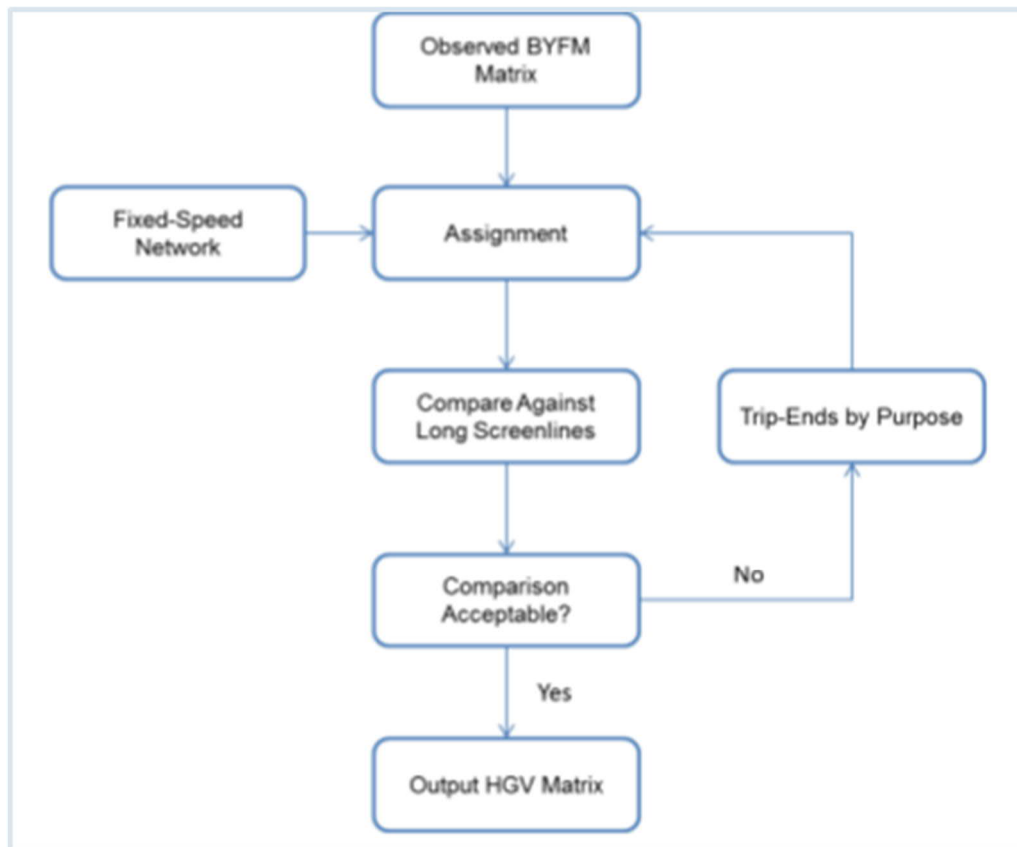 Observed BYFM
Matrix
Fixed-Speed
Network
Assignment
Compare Against
Long Screenlines
Trip-Ends by Purpose
Comparison
Acceptable?
No
Yes
Output HGV Matrix